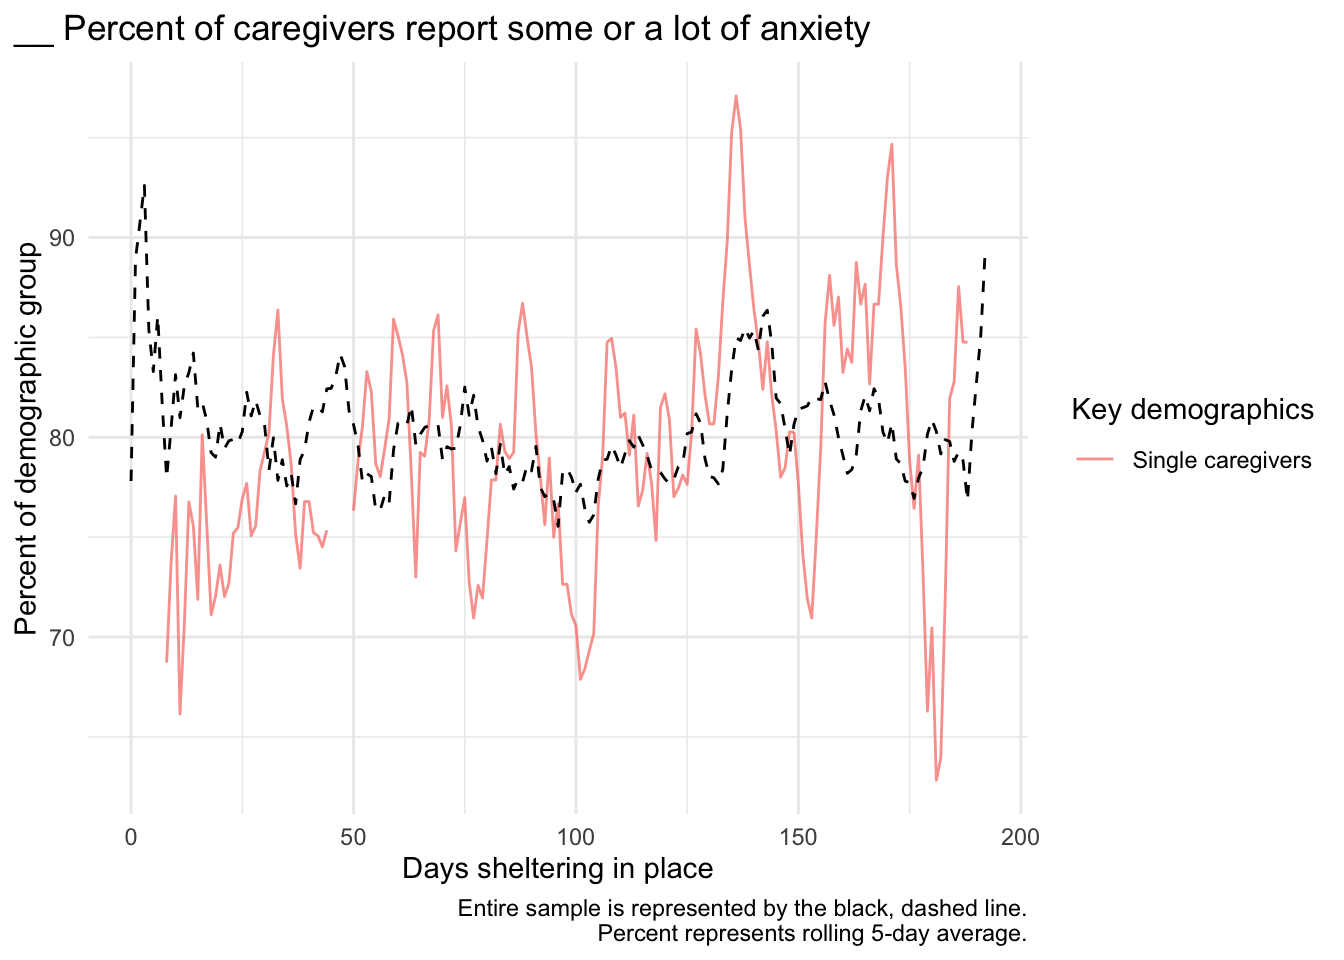 __ Percent of caregivers report some or a lot of anxiety
Percent of demographic group
90
80
70
0
50
100
150
200
Days sheltering in place
Key demographics
Single caregivers
Entire sample is represented by the black, dashed line.
Percent represents rolling 5-day average.